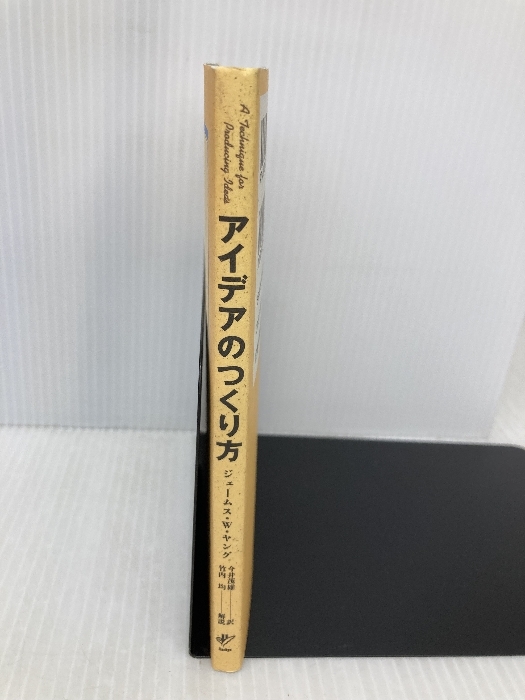 A Technique for
Producing Ideas
アイデアのつくり方
ジェームス・W・ヤング
今井茂雄――訳
竹内 均――解説